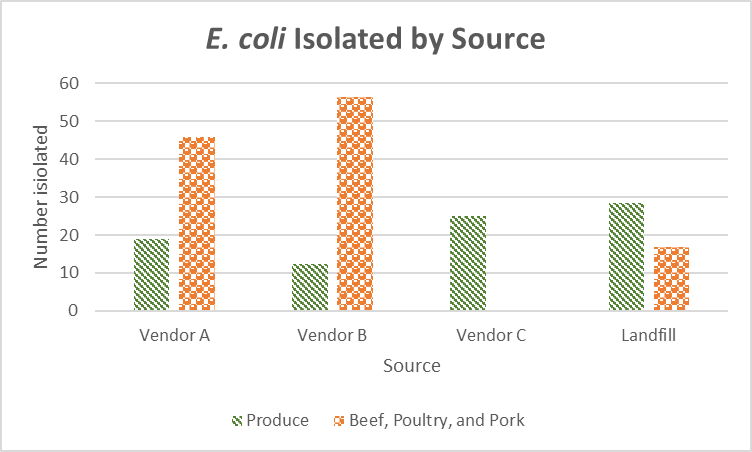 E. coli Isolated by Source
Number isiolated
60
50
40
30
20
10
0
Vendor A Vendor B Vendor C Landfill
Source
Produce Beef, Poultry, and Pork